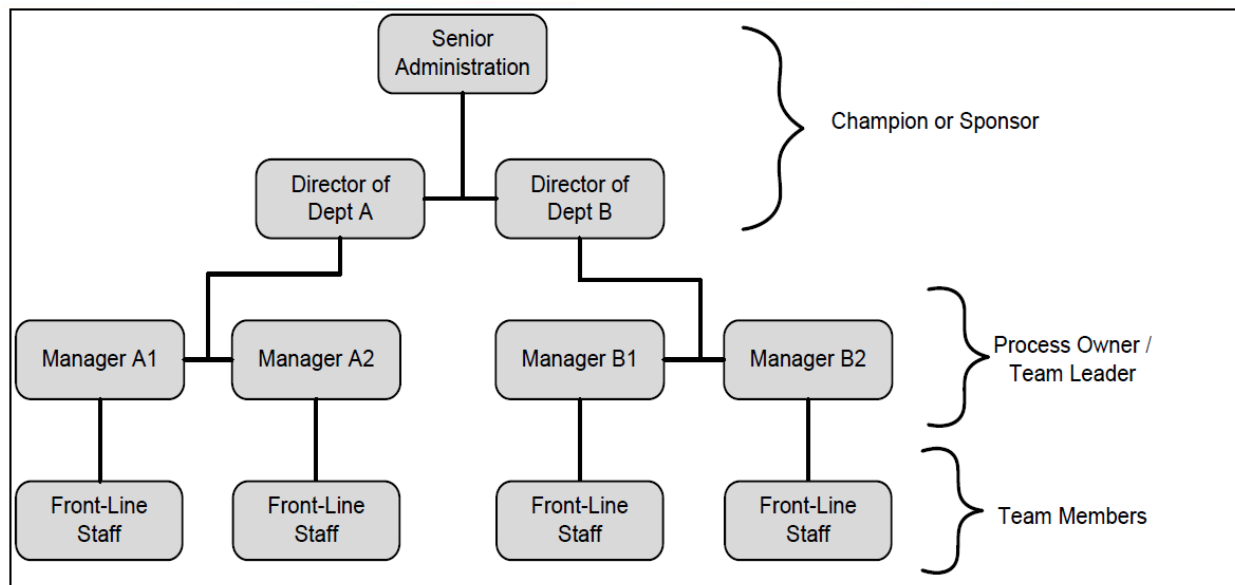 Senior
Administration
Champion or Sponsor
Director of
Dept A
Director of
Dept B
Manager A1
Manager A2
Manager B1
Manager B2
Process Owner /
Team Leader
Front-Line
Staff
Front-Line
Staff
Front-Line
Staff
Front-Line
Staff
Team Members